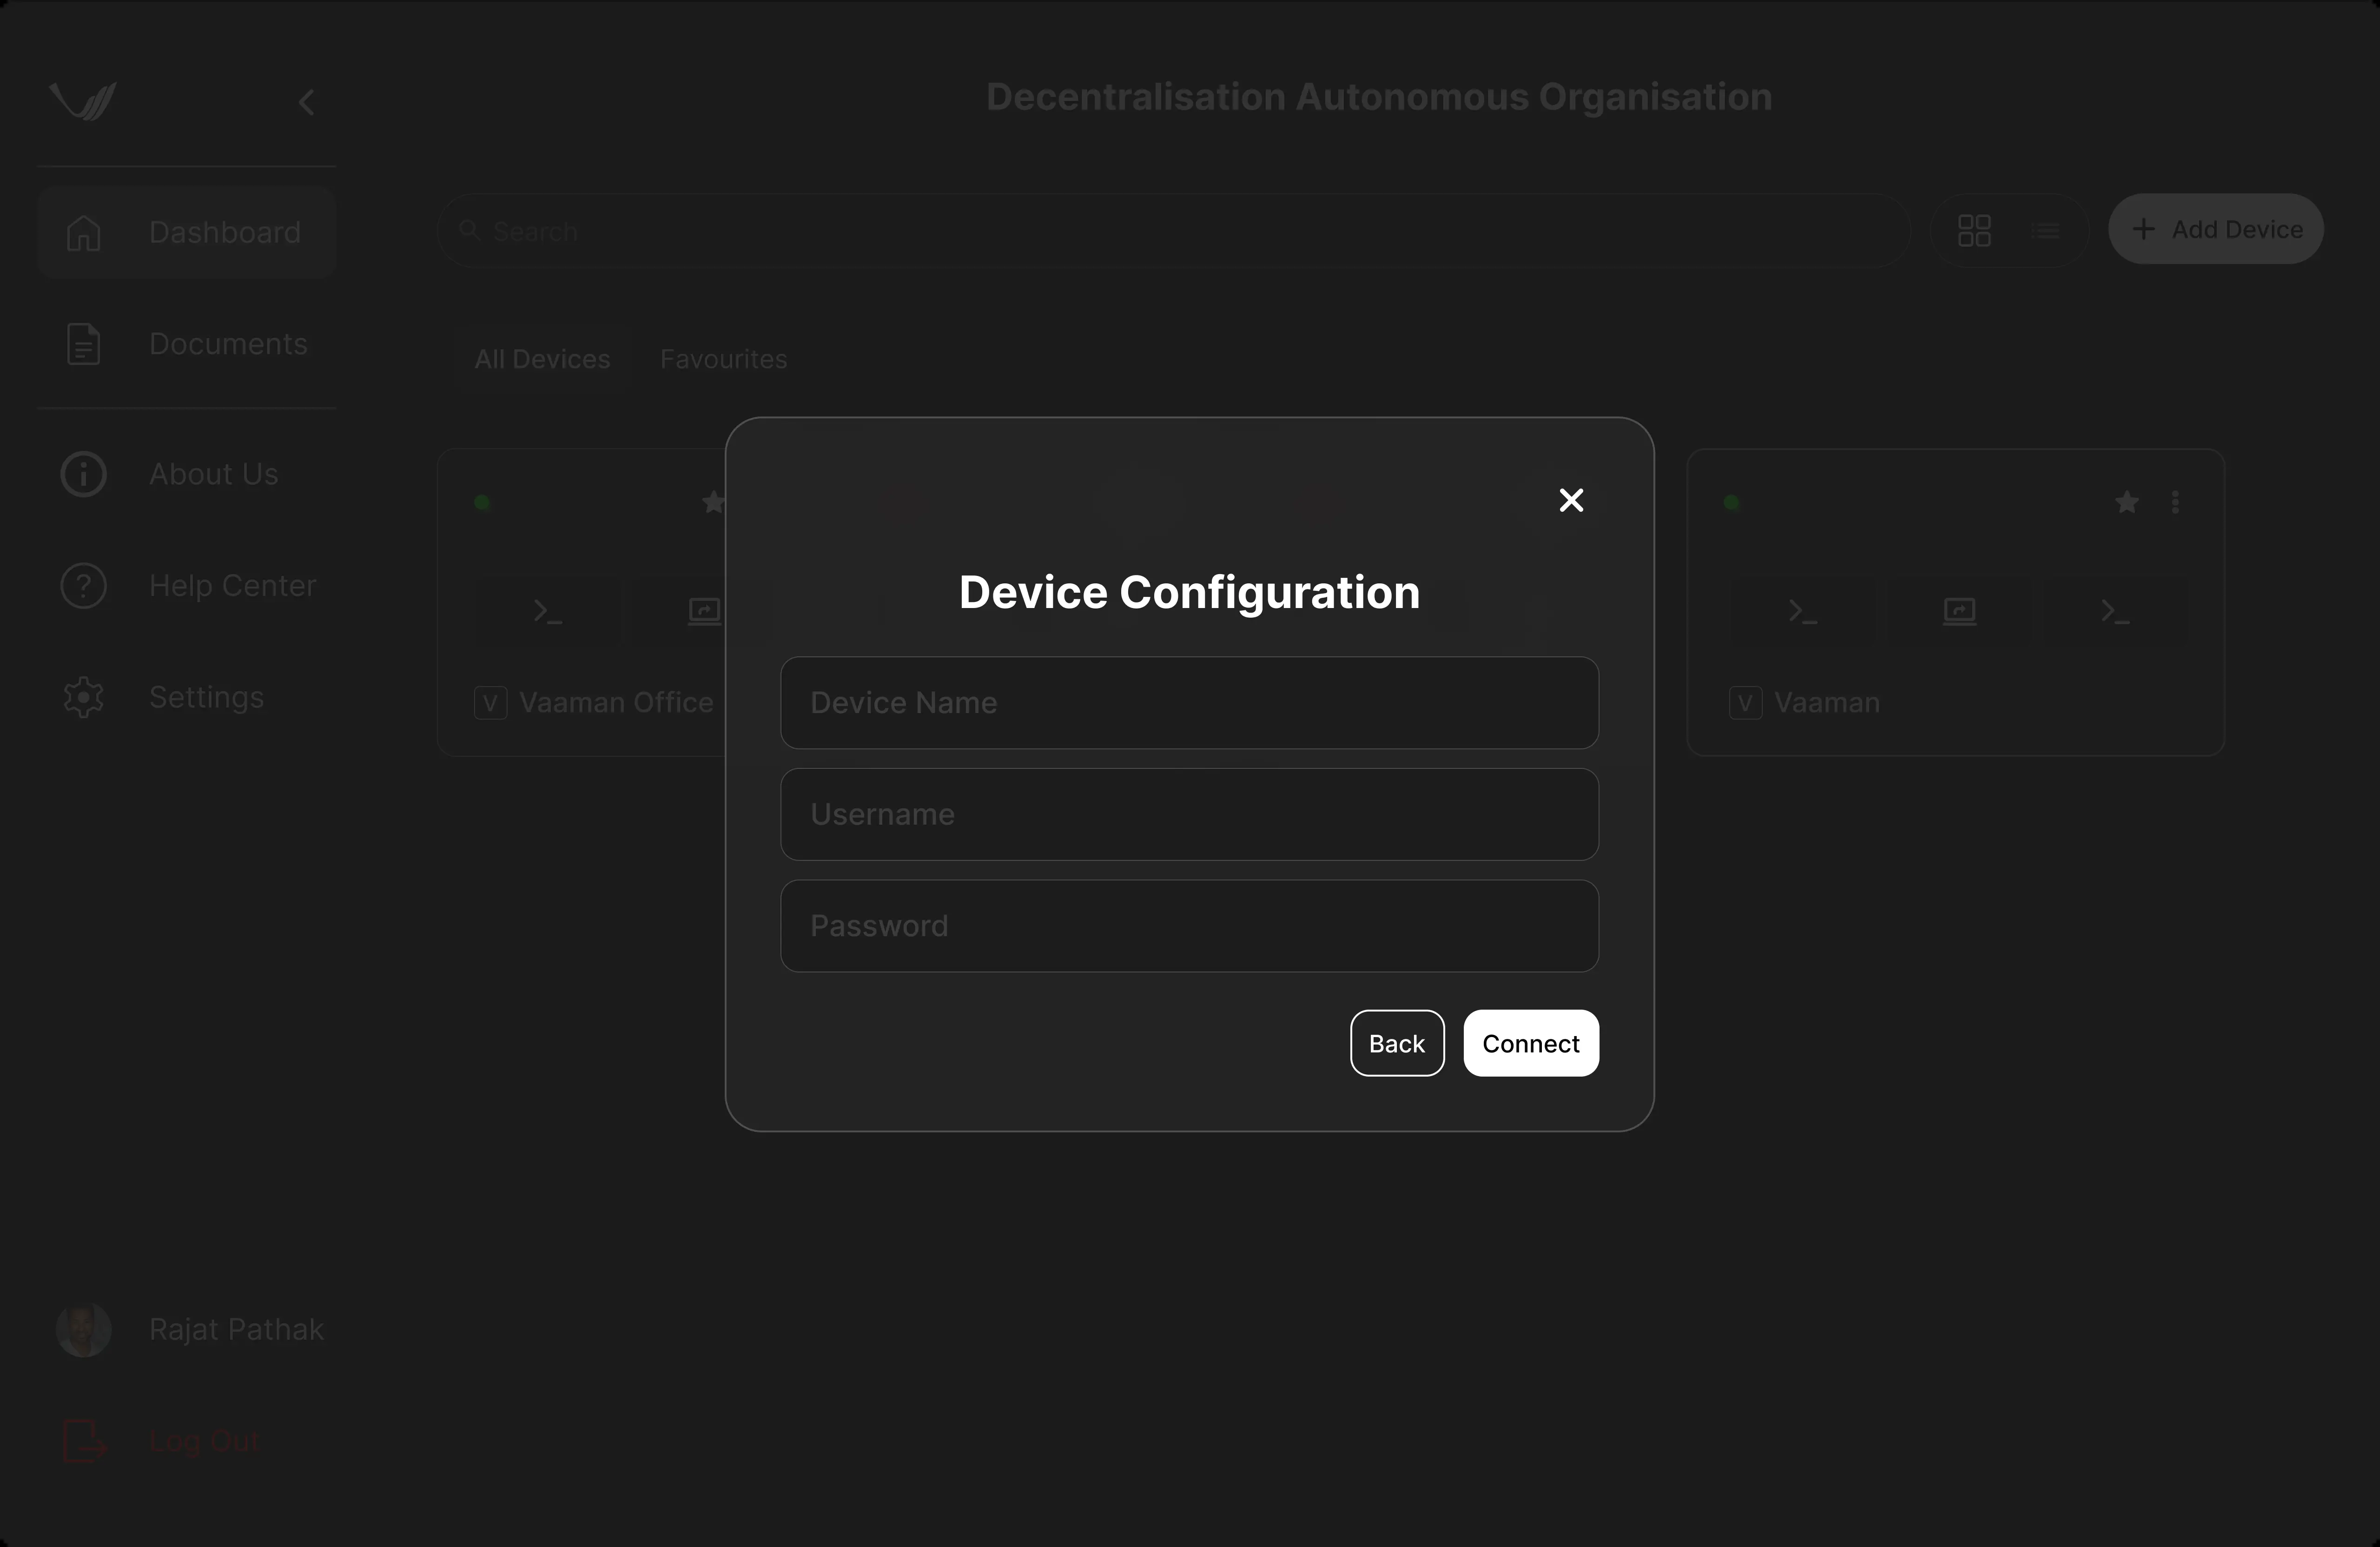 Decentralisation Autonomous Organisation
Dashboard
Search
Add Device
Documents
All Devices
Favourites
About Us
Help Center
Settings
V Vaaman Office
Device Configuration
Device Name
Username
Password
Back
Connect
V Vaaman
Rajat Pathak
Log Out